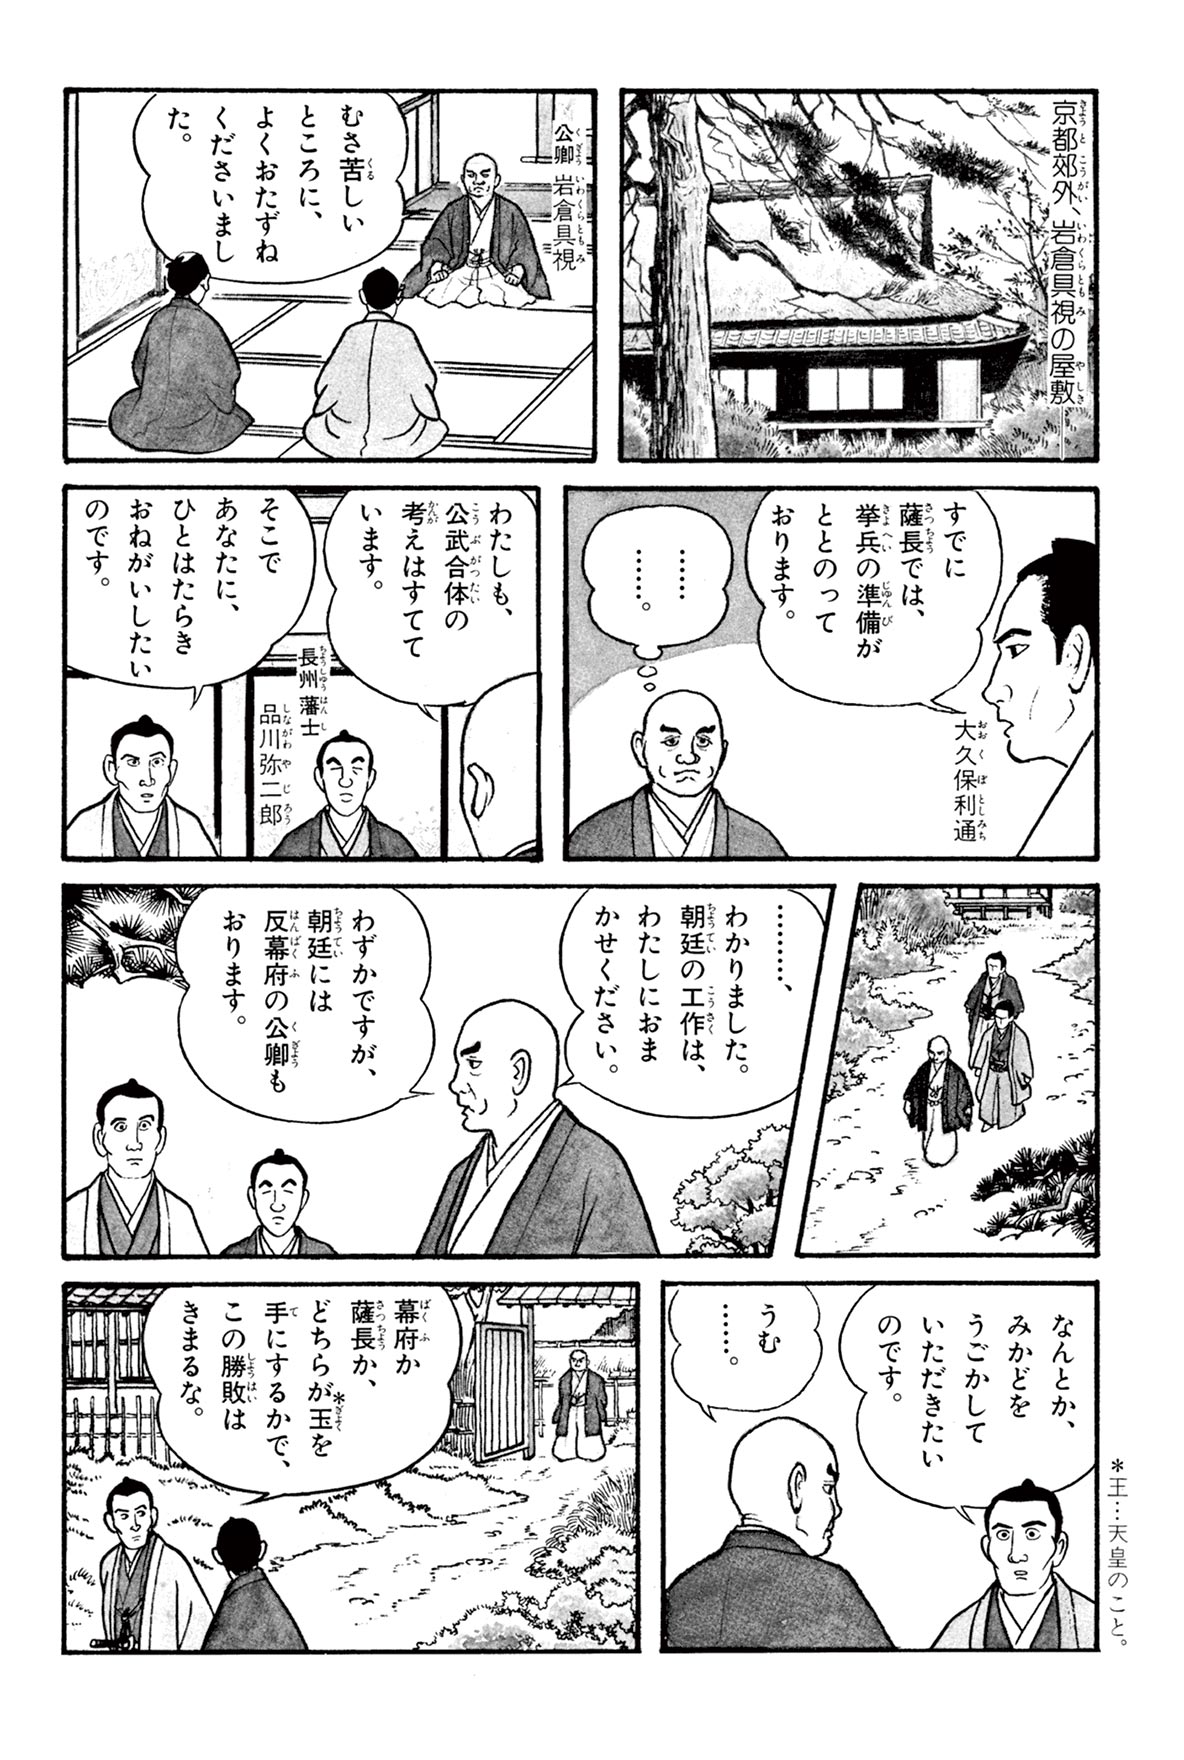 京都郊外、岩倉具視の屋敷
公卿 岩倉具視
むさ苦しい
ところに、
よくおたずね
くださいまし
た。
すでに
薩長では、
挙兵の準備が
ととのって
おります。
大久保利通
……
……。
わたしも、
公武合体の
考えはすてて
います。
長州藩士
品川弥二郎
そこで
あなたに、
ひとはたらき
おねがいしたい
のです。
………、
わかりました。
朝廷の工作は、
わたしにおま
かせください。
わずかですが、
朝廷には
反幕府の公卿も
おります。
なんとか、
みかどを
うごかして
いただきたい
のです。
うむ
……。
幕府か
薩長か、
どちらが玉*を
手にするかで、
この勝敗は
きまるな。
*王…天皇のこと。